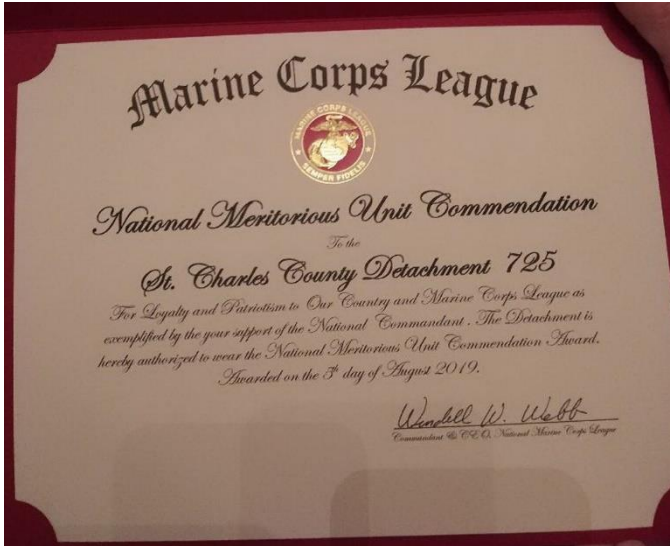 Marine Corps League
MARINE CORPS LEAGUE
SEMPER FIDELIS
National Meritorious Unit Commendation
To the
St. Charles County Detachment 725
For Loyalty and Patriotism to Our Country and Marine Corps League as
exemplified by the your support of the National Commandant. The Detachment is
hereby authorized to wear the National Meritorious Unit Commendation Award.
Awarded on the 5th day of August 2019.
Wendell W. Webb
Commandant & CEO, National Marine Corps League